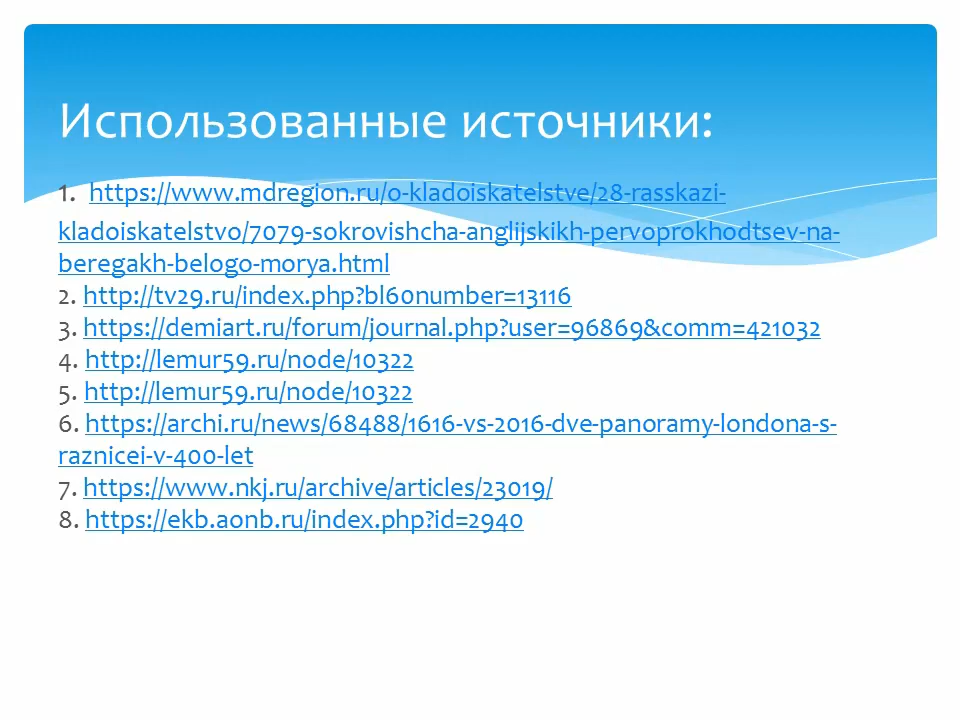 Использованные источники:
1. https://www.mdregion.ru/o-kladoiskatelstve/28-rasskazi-
kladoiskatelstvo/7079-sokrovishcha-anglijskikh-pervoprokhodtsev-na-
beregakh-belogo-morya.html
2. http://tv29.ru/index.php?bl60number=13116
3. https://demiart.ru/forum/journal.php?user=96869&comm=421032
4. http://lemur59.ru/node/10322
5. http://lemur59.ru/node/10322
6. https://archi.ru/news/68488/1616-vs-2016-dve-panoramy-londona-s-
raznicei-v-400-let
7. https://www.nkj.ru/archive/articles/23019/
8. https://ekb.aonb.ru/index.php?id=2940